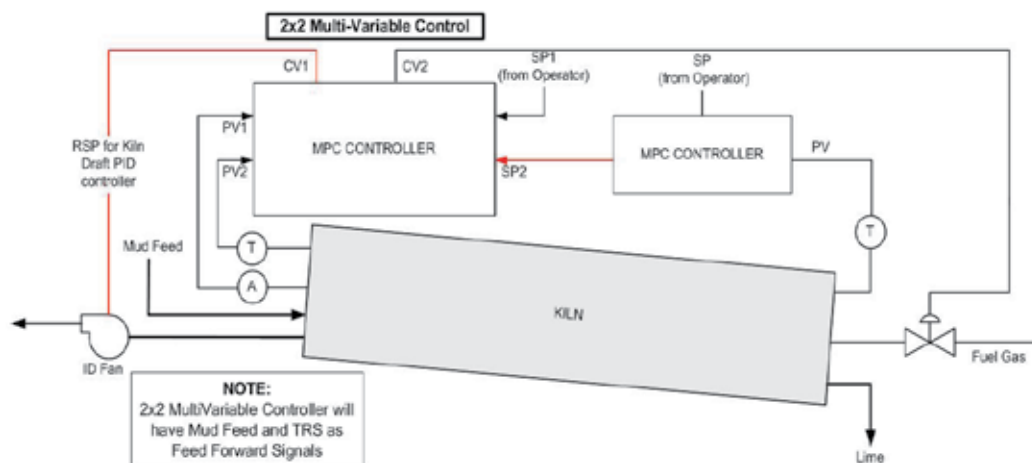 2x2 Multi-Variable Control
CV1
CV2
SP1
(from Operator)
SP
(from Operator)
PV1
MPC CONTROLLER
MPC CONTROLLER
PV
RSP for Kiln
Draft PID
controller
PV2
SP2
T
T
Mud Feed
A
KILN
ID Fan
Fuel Gas
NOTE:
2x2 MultiVariable Controller will
have Mud Feed and TRS as
Feed Forward Signals
Lime